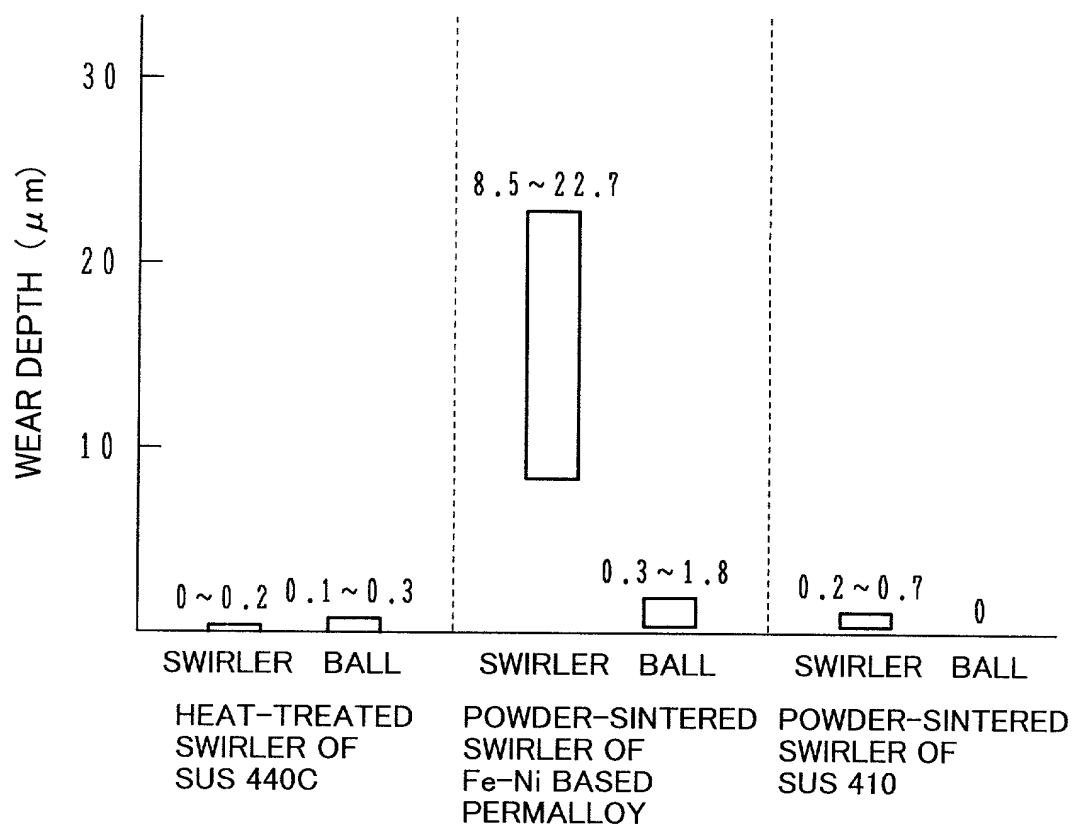 WEAR DEPTH (μm)
30
20
10
0~0.2
0.1~0.3
8.5~22.7
0.3~1.8
0.2~0.7
0
SWIRLER BALL
SWIRLER BALL
SWIRLER BALL
HEAT-TREATED
SWIRLER OF
SUS 440C
POWDER-SINTERED
SWIRLER OF
Fe-Ni BASED
PERMALLOY
POWDER-SINTERED
SWIRLER OF
SUS 410